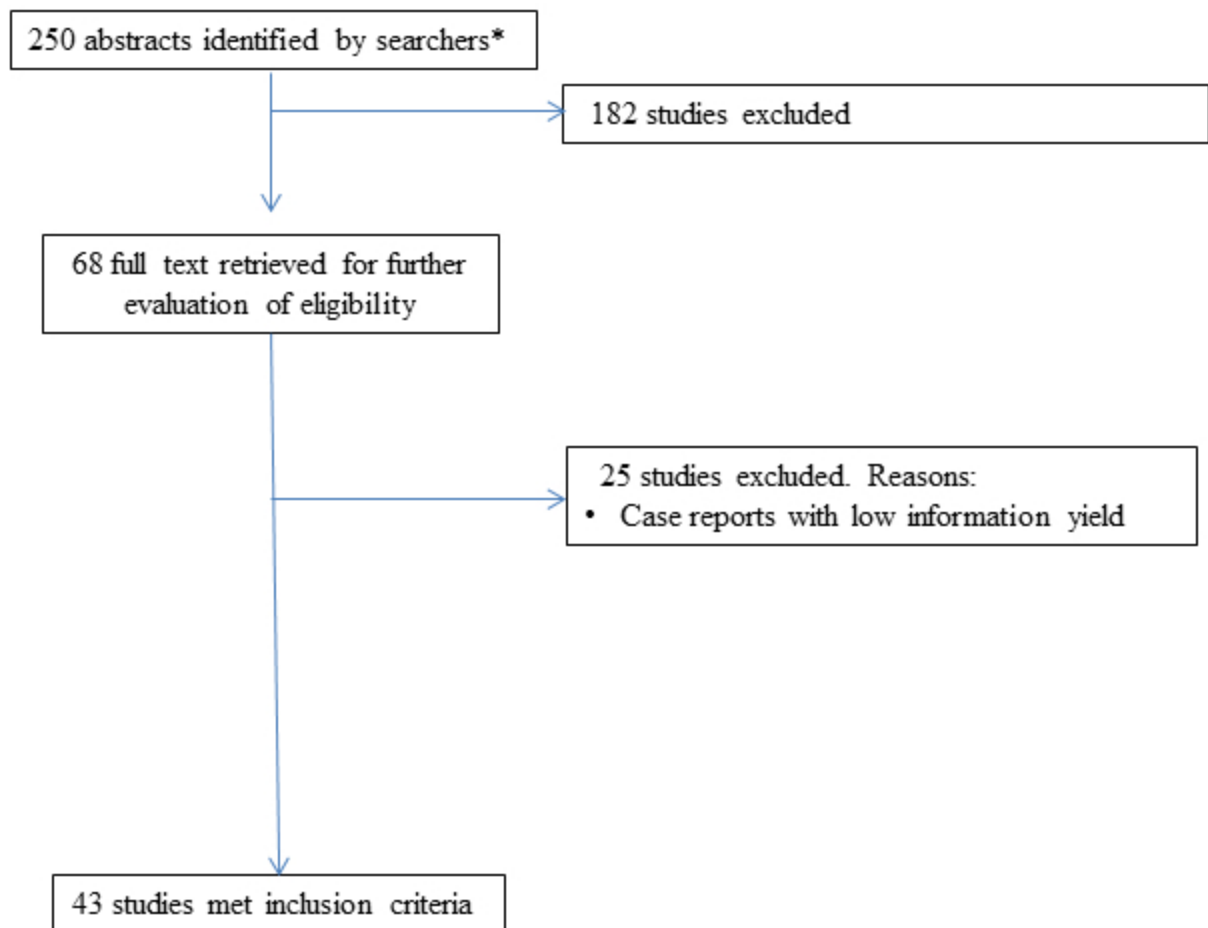 250 abstracts identified by searchers*
182 studies excluded
68 full text retrieved for further
evaluation of eligibility
25 studies excluded. Reasons:
• Case reports with low information yield
43 studies met inclusion criteria